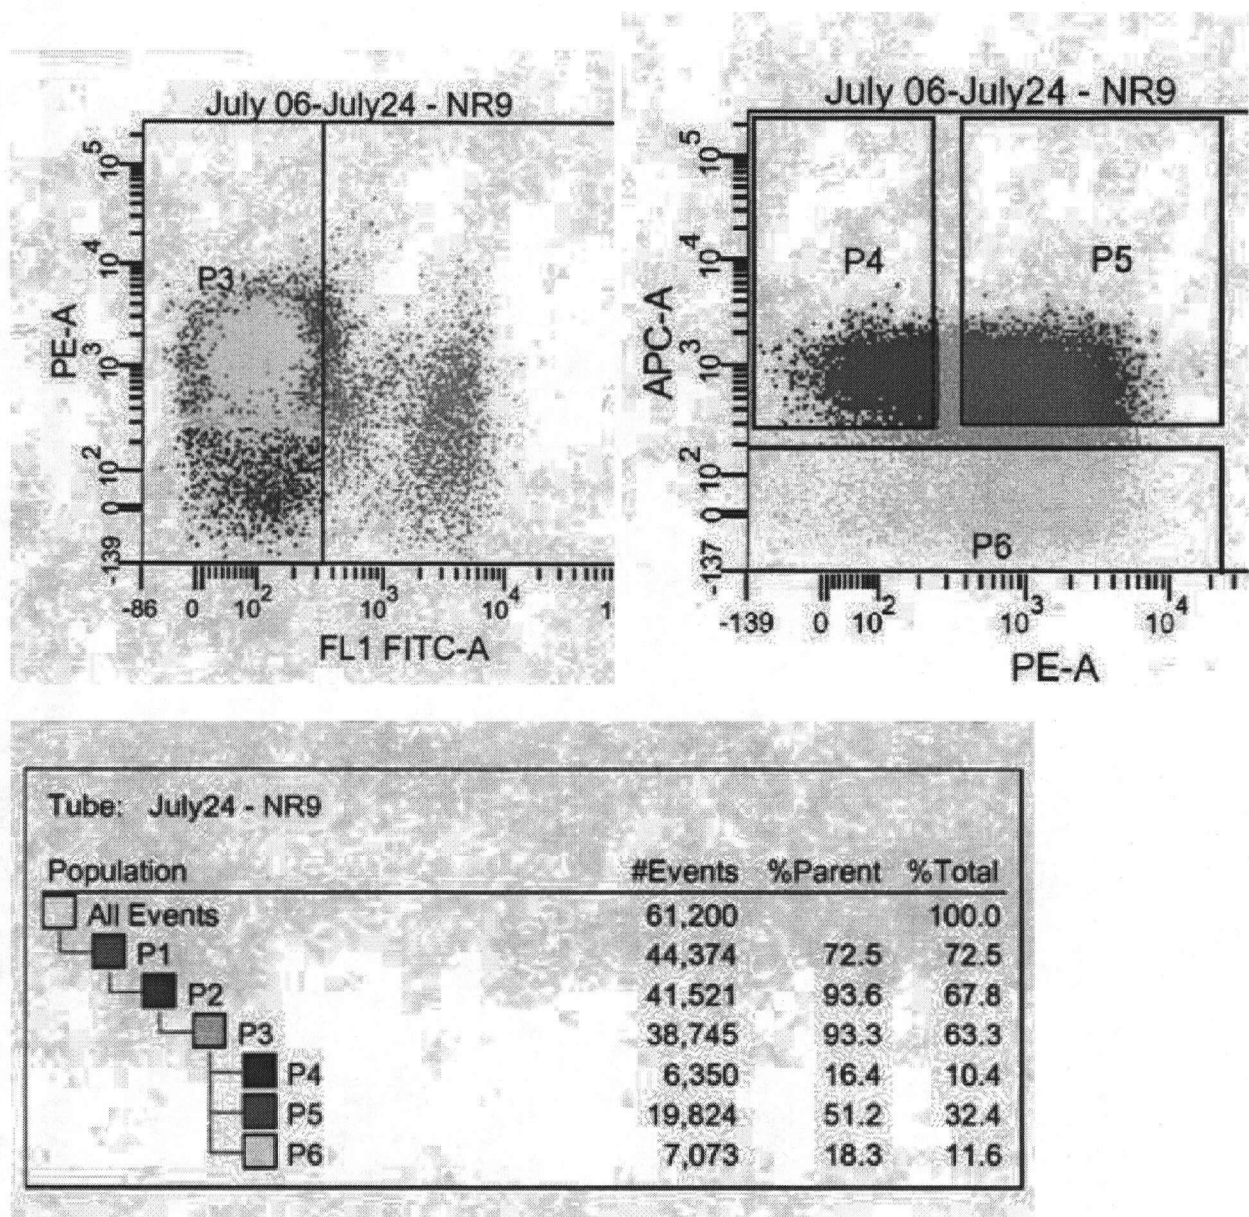 July 06-July24 - NR9
PE-A
10^5
10^4
10^3
10^2
0
-139
P3
-86 0 10^2 10^3 10^4 1
FL1 FITC-A
July 06-July24 - NR9
APC-A
10^5
10^4
10^3
10^2
0
-137
P4 P5
P6
-139 0 10^2 10^3 10^4
PE-A
Tube: July24 - NR9
Population #Events %Parent %Total
All Events 61,200 100.0
P1 44,374 72.5 72.5
P2 41,521 93.6 67.8
P3 38,745 93.3 63.3
P4 6,350 16.4 10.4
P5 19,824 51.2 32.4
P6 7,073 18.3 11.6